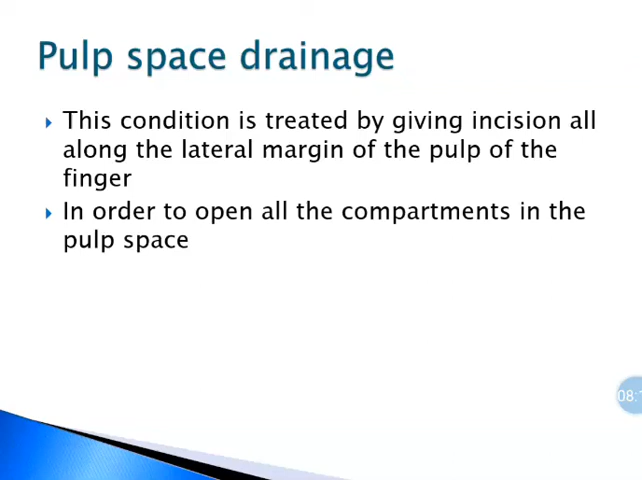 Pulp space drainage
This condition is treated by giving incision all
along the lateral margin of the pulp of the
finger
In order to open all the compartments in the
pulp space
08: